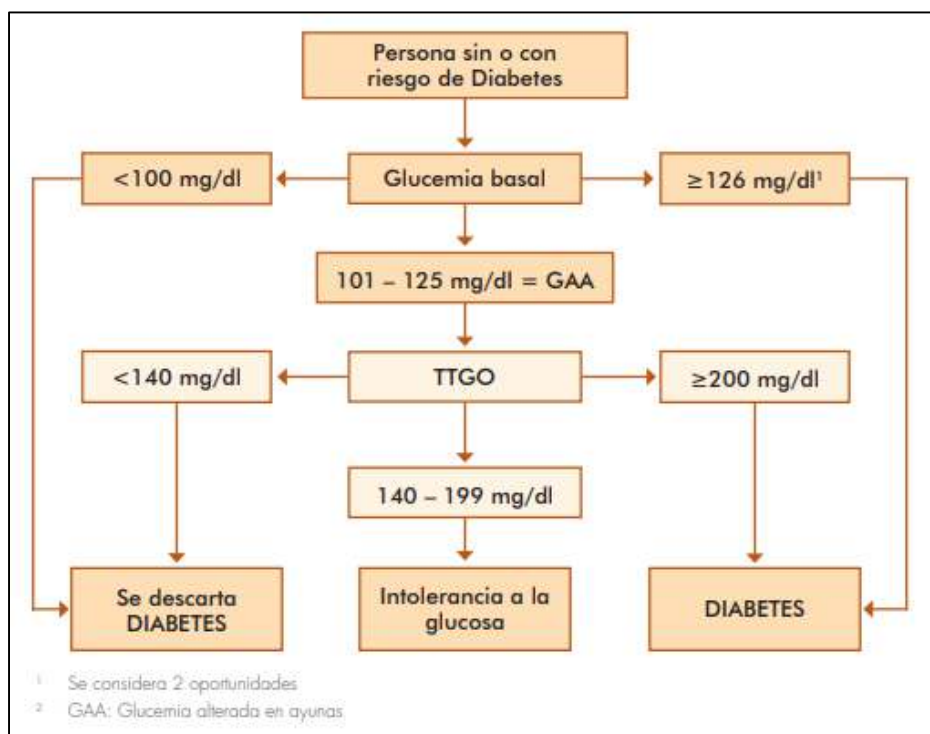 Persona sin o con
riesgo de Diabetes
<100 mg/dl
Glucemia basal
≥126 mg/dl¹
101 – 125 mg/dl = GAA
<140 mg/dl
TTGO
≥200 mg/dl
140 – 199 mg/dl
Se descarta
DIABETES
Intolerancia a la
glucosa
DIABETES
¹ Se considera 2 oportunidades
² GAA: Glucemia alterada en ayunas